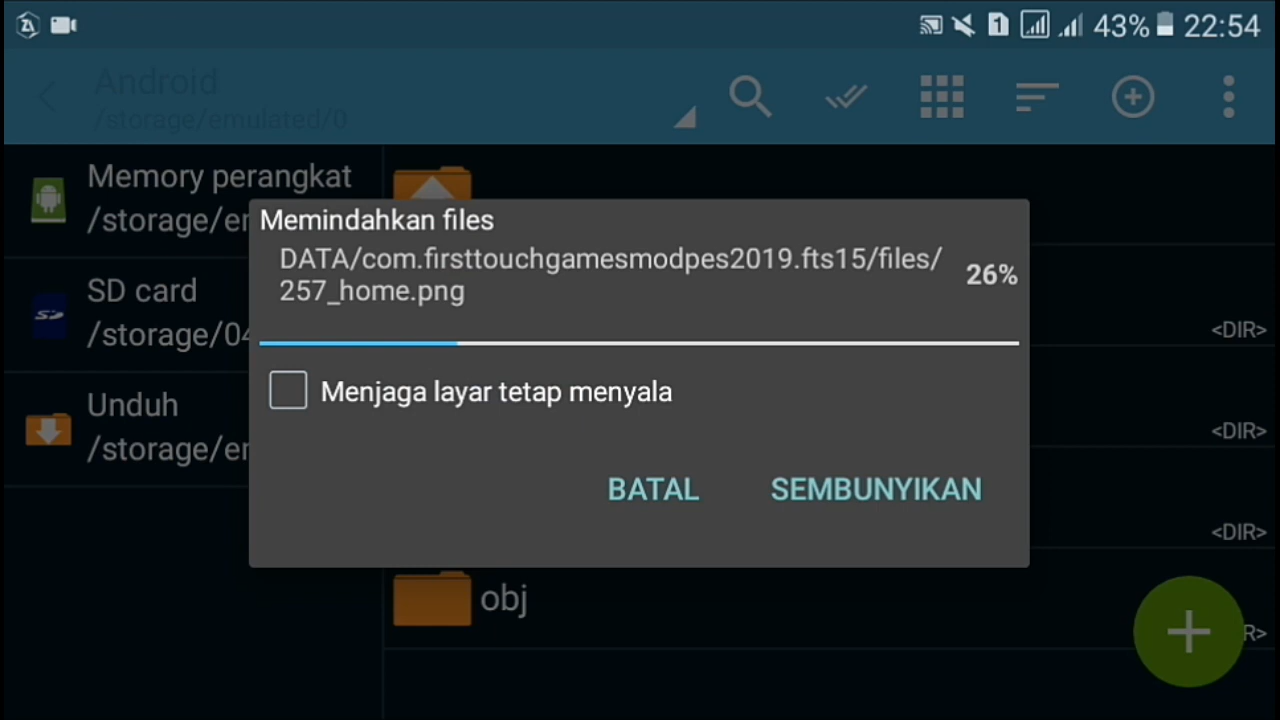 43% 22:54
Android
/storage/emulated/0
Memory perangkat
/storage/er
SD card
/storage/04
Unduh
/storage/er
Memindahkan files
DATA/com.firsttouchgamesmodpes2019.fts15/files/
257_home.png
26%
Menjaga layar tetap menyala
BATAL SEMBUNYIKAN
<DIR>
<DIR>
<DIR>
obj
R>